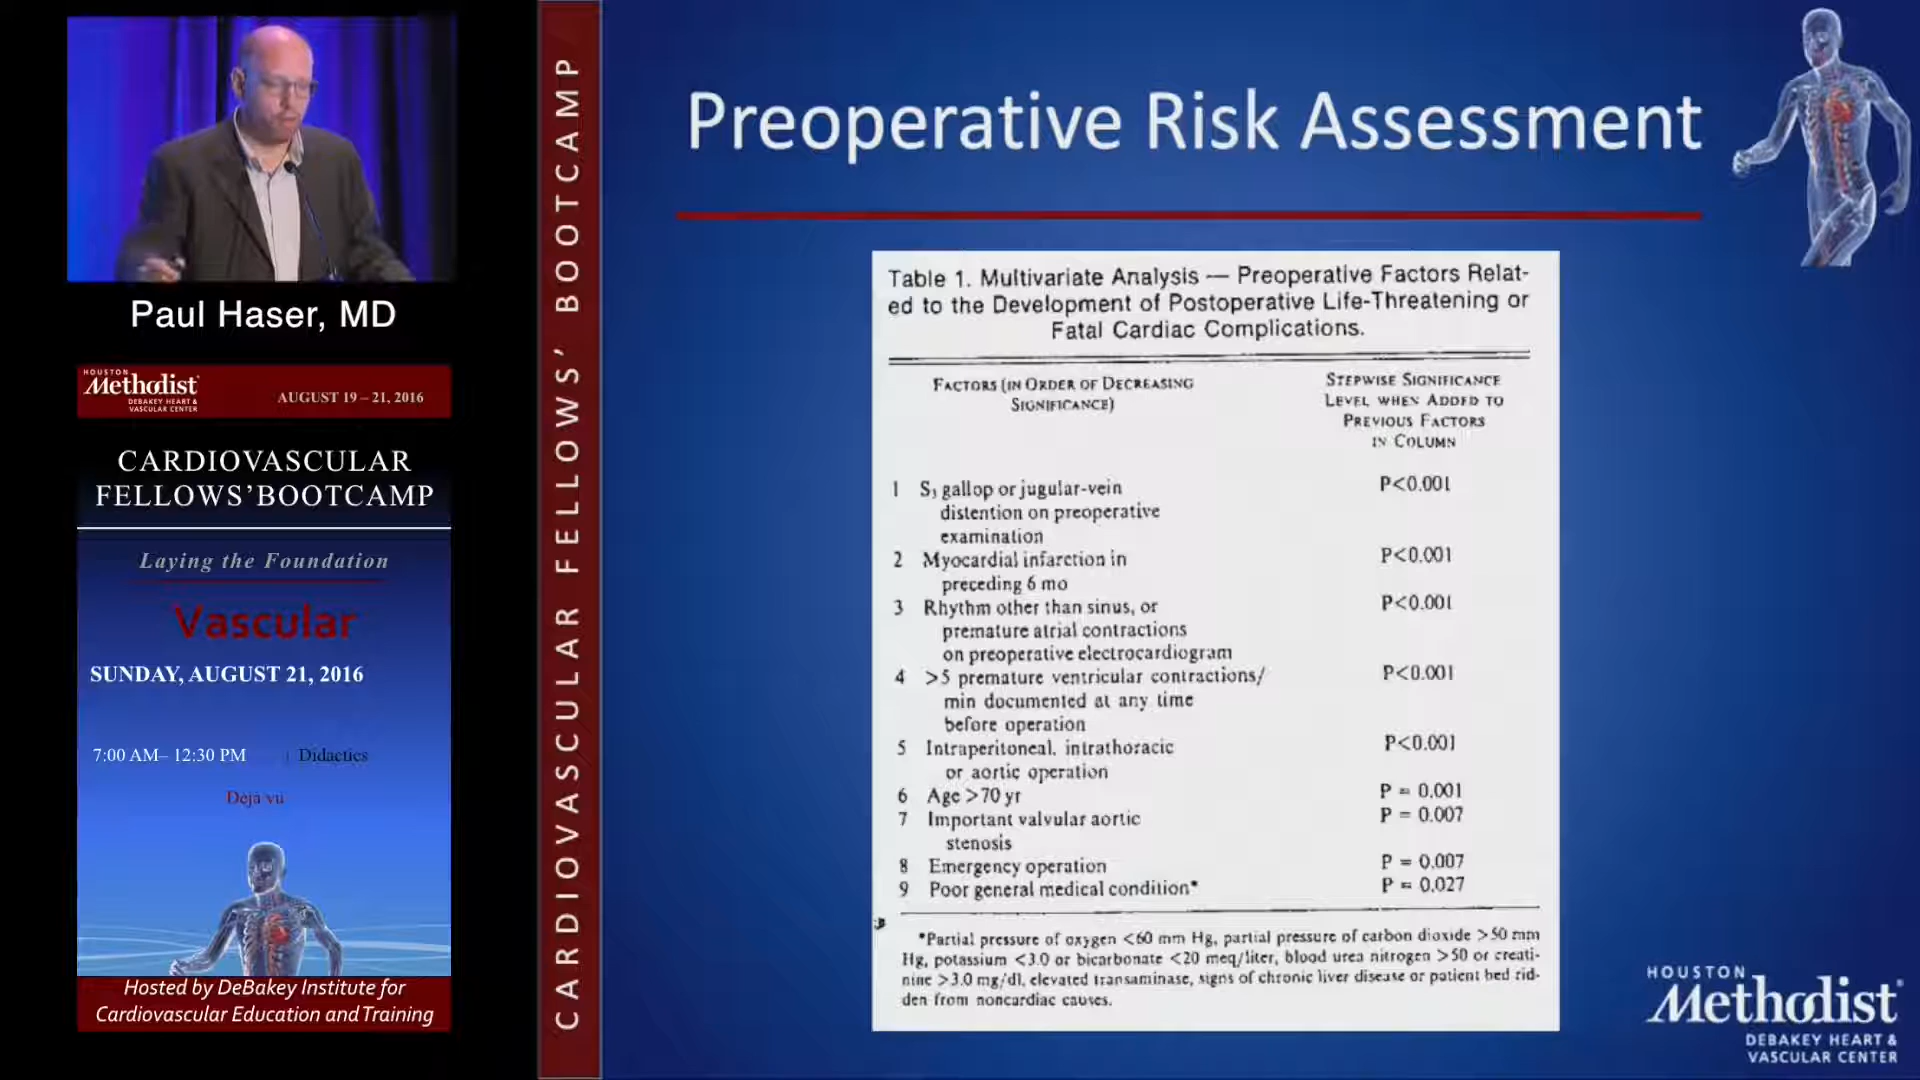 Paul Haser, MD
HOUSTON
Methodist
DEBAKEY HEART &
VASCULAR CENTER
AUGUST 19 – 21, 2016
CARDIOVASCULAR
FELLOWS’BOOTCAMP
Laying the Foundation
Vascular
SUNDAY, AUGUST 21, 2016
7:00 AM– 12:30 PM | Didactics
Déjà vu
Hosted by DeBakey Institute for
Cardiovascular Education and Training
CARDIOVASCULAR FELLOWS’ BOOTCAMP
Preoperative Risk Assessment
Table 1. Multivariate Analysis — Preoperative Factors Relat-
ed to the Development of Postoperative Life-Threatening or
Fatal Cardiac Complications.
FACTORS (IN ORDER OF DECREASING
SIGNIFICANCE)
STEPWISE SIGNIFICANCE
LEVEL WHEN ADDED TO
PREVIOUS FACTORS
IN COLUMN
1 S₃ gallop or jugular-vein P<0.001
distention on preoperative
examination
2 Myocardial infarction in P<0.001
preceding 6 mo
3 Rhythm other than sinus, or P<0.001
premature atrial contractions
on preoperative electrocardiogram
4 >5 premature ventricular contractions/ P<0.001
min documented at any time
before operation
5 Intraperitoneal, intrathoracic P<0.001
or aortic operation
6 Age >70 yr P = 0.001
7 Important valvular aortic P = 0.007
stenosis
8 Emergency operation P = 0.007
9 Poor general medical condition* P = 0.027
*Partial pressure of oxygen <60 mm Hg, partial pressure of carbon dioxide >50 mm
Hg, potassium <3.0 or bicarbonate <20 meq/liter, blood urea nitrogen >50 or creati-
nine >3.0 mg/dl, elevated transaminase, signs of chronic liver disease or patient bed rid-
den from noncardiac causes.
HOUSTON
Methodist
DEBAKEY HEART &
VASCULAR CENTER